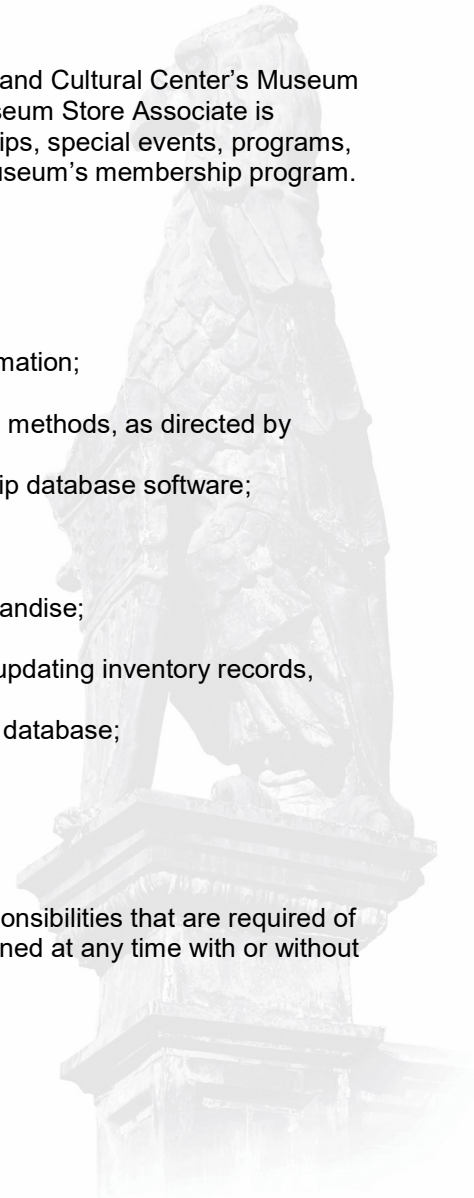 and Cultural Center’s Museum
seum Store Associate is
ips, special events, programs,
useum’s membership program.
mation;
methods, as directed by
ip database software;
andise;
updating inventory records,
database;
onsibilities that are required of
ned at any time with or without